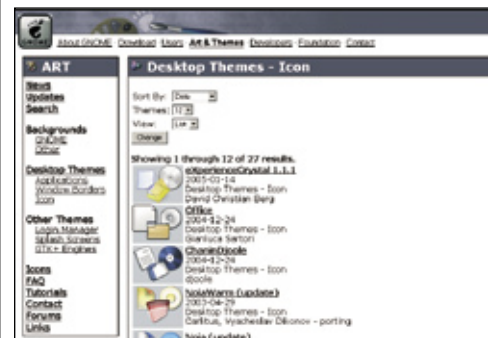 GNOME
About GNOME Download Users Art & Themes Developers Foundation Contact
ART
News
Updates
Search
Backgrounds
GNOME
Other
Desktop Themes
Applications
Window Borders
Icon
Other Themes
Login Manager
Splash Screens
GTK+ Engines
Icons
FAQ
Tutorials
Contact
Forums
Links
Desktop Themes - Icon
Sort By: Date
Themes: 12
View: List
Change
Showing 1 through 12 of 27 results.
eXperienceCrystal 1.1.1
2005-01-14
Desktop Themes - Icon
David Christian Berg
Office
2004-12-24
Desktop Themes - Icon
Gianluca Sartori
ChaninDjoole
2004-12-24
Desktop Themes - Icon
djoole
NoiaWarm (update)
2003-04-29
Desktop Themes - Icon
Carlitus, Vyacheslav Dikonov - porting
Noia (update)